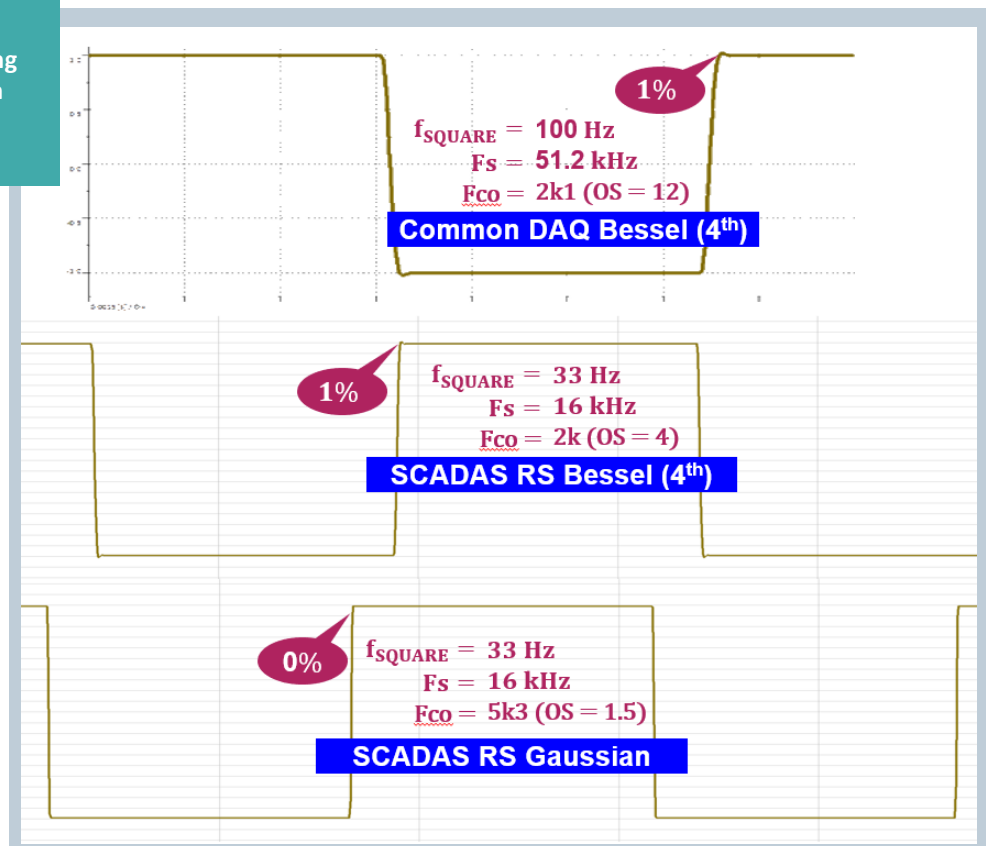 ng
1%
fSQUARE = 100 Hz
Fs = 51.2 kHz
Fco = 2k1 (OS = 12)
Common DAQ Bessel (4th)
1%
fSQUARE = 33 Hz
Fs = 16 kHz
Fco = 2k (OS = 4)
SCADAS RS Bessel (4th)
0%
fSQUARE = 33 Hz
Fs = 16 kHz
Fco = 5k3 (OS = 1.5)
SCADAS RS Gaussian